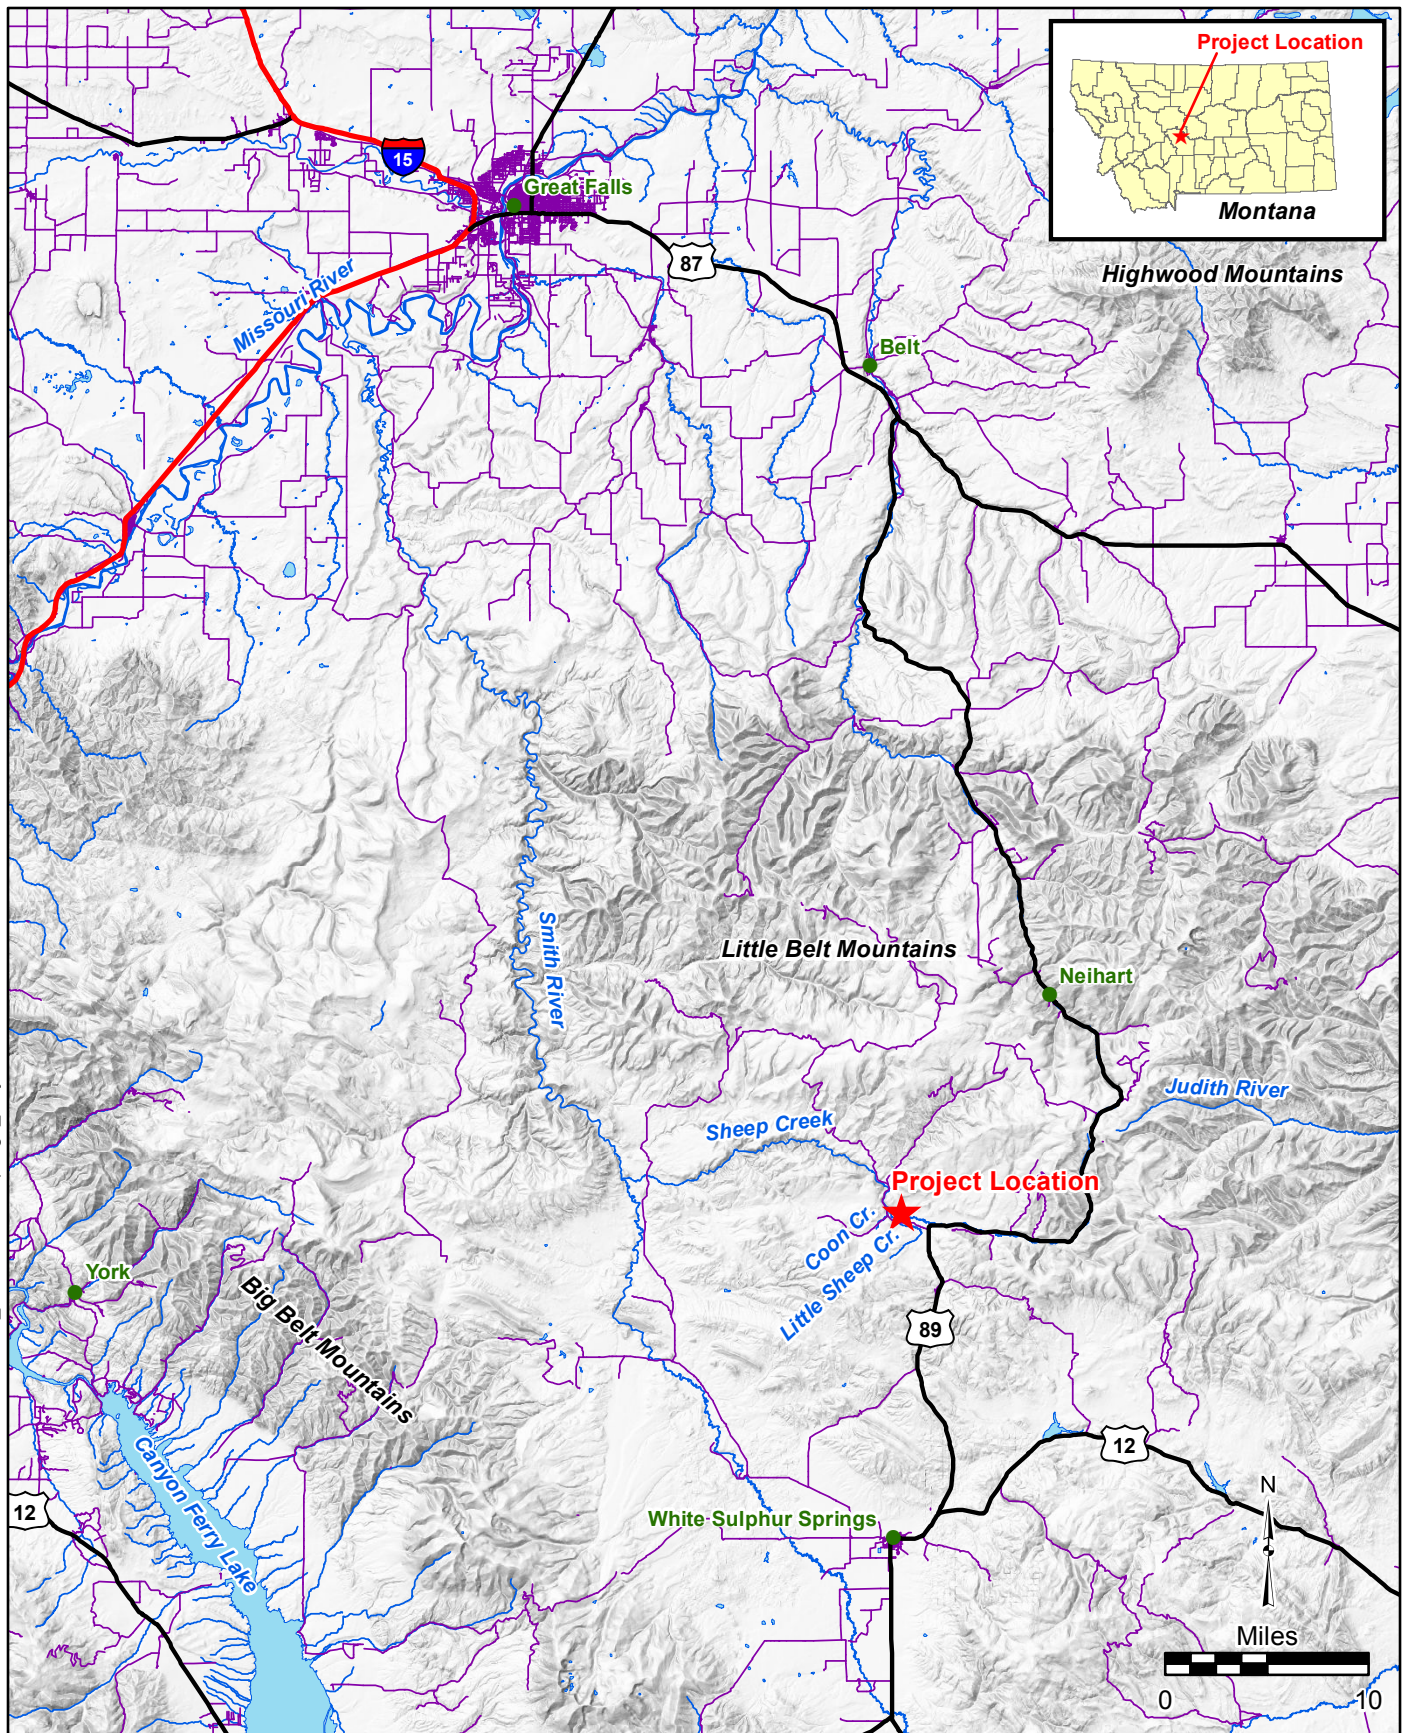 Project Location
Montana
15
Great Falls
87
Highwood Mountains
Missouri River
Belt
Smith River
Little Belt Mountains
Neihart
Judith River
Sheep Creek
Project Location
Coon Cr.
Little Sheep Cr.
York
Big Belt Mountains
89
Canyon Ferry Lake
12
12
White Sulphur Springs
N
Miles
0 10